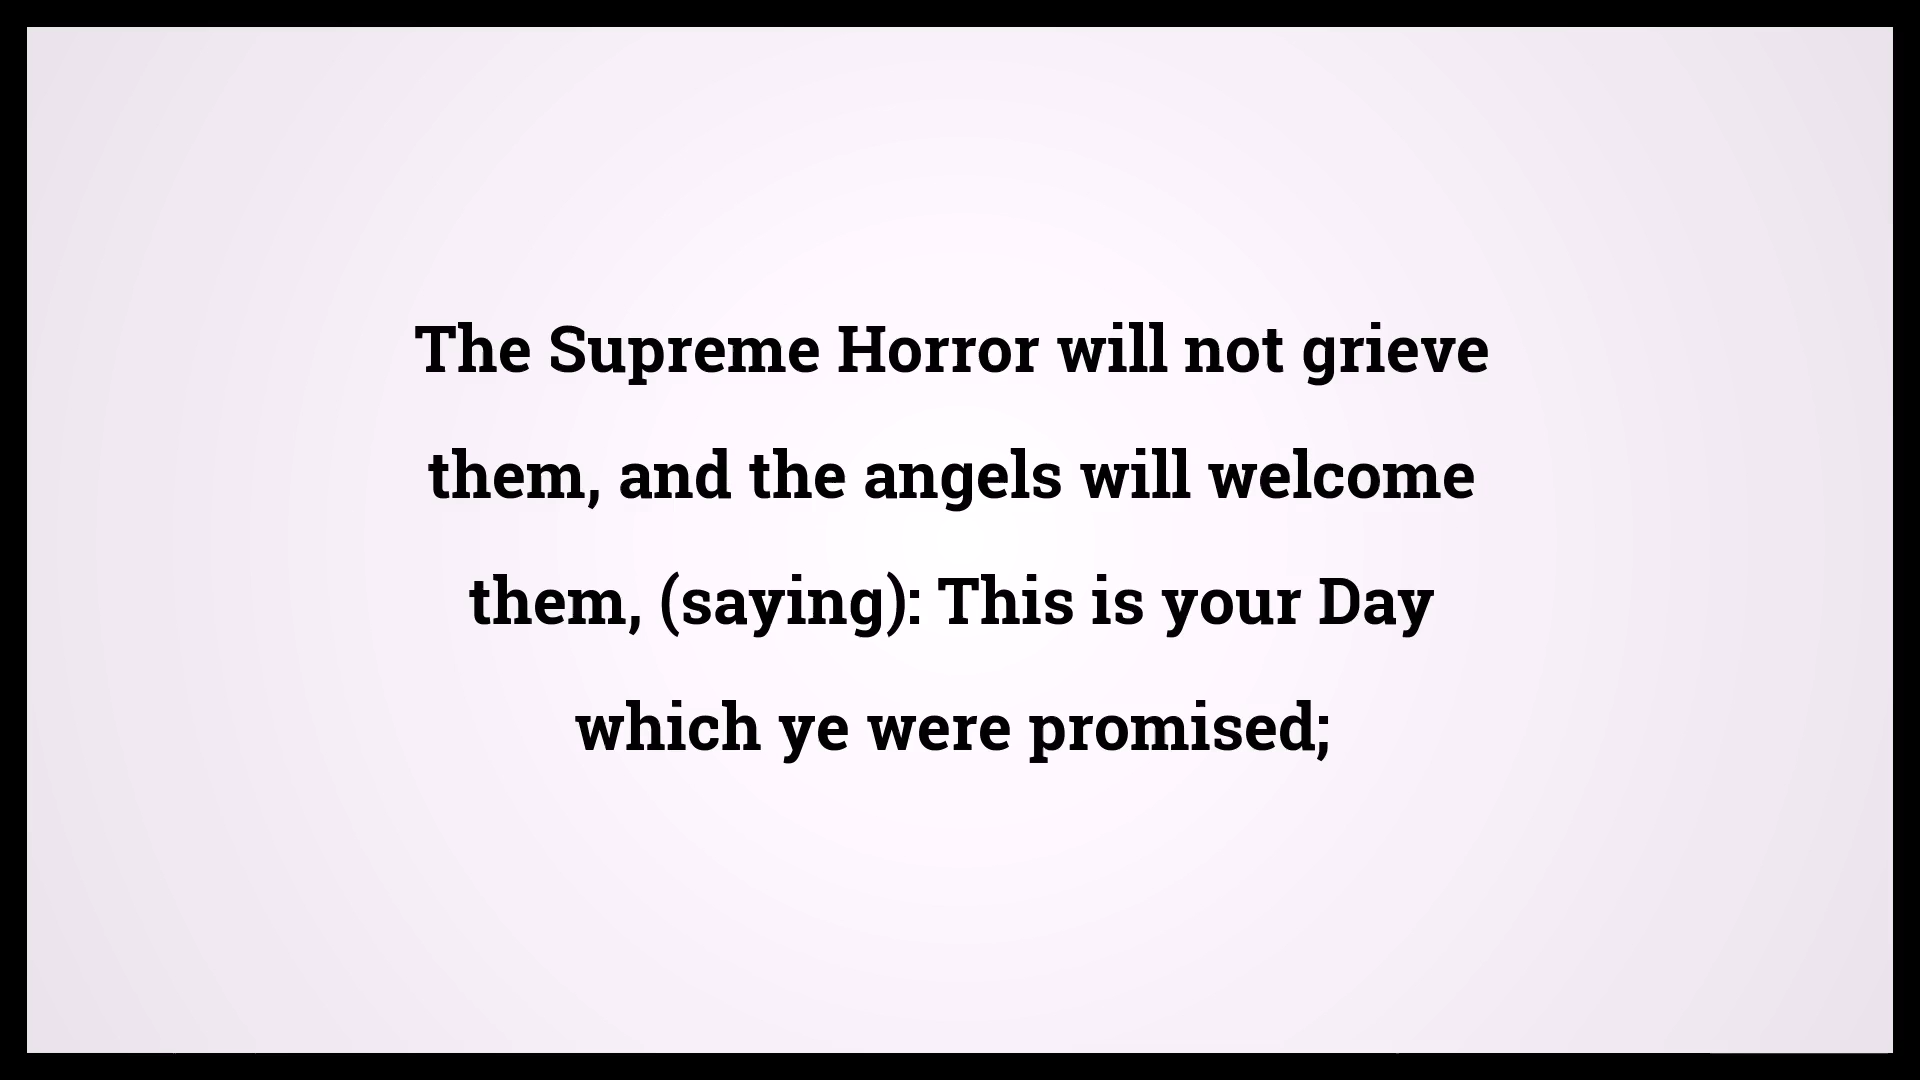 The Supreme Horror will not grieve
them, and the angels will welcome
them, (saying): This is your Day
which ye were promised;